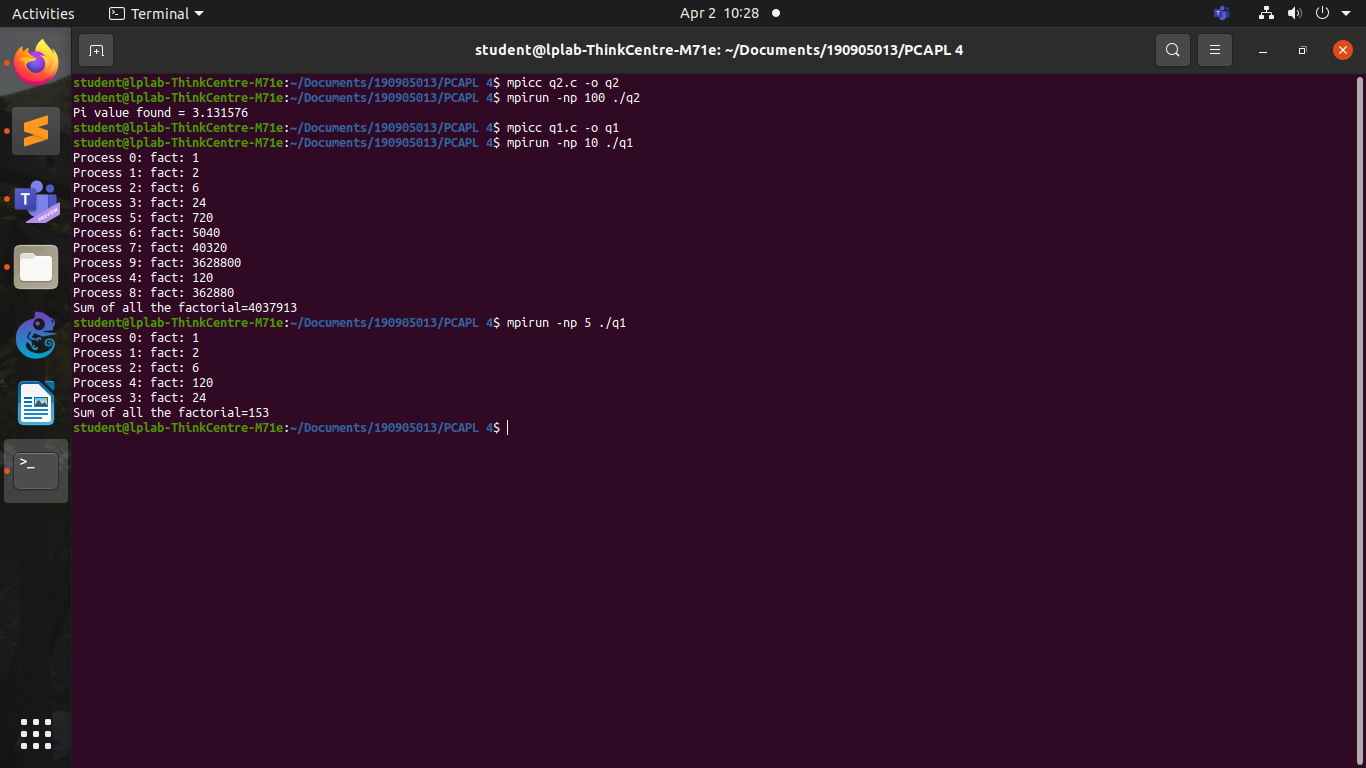 Activities Terminal Apr 2 10:28
student@lplab-ThinkCentre-M71e: ~/Documents/190905013/PCAPL 4
student@lplab-ThinkCentre-M71e:~/Documents/190905013/PCAPL 4$ mpicc q2.c -o q2
student@lplab-ThinkCentre-M71e:~/Documents/190905013/PCAPL 4$ mpirun -np 100 ./q2
Pi value found = 3.131576
student@lplab-ThinkCentre-M71e:~/Documents/190905013/PCAPL 4$ mpicc q1.c -o q1
student@lplab-ThinkCentre-M71e:~/Documents/190905013/PCAPL 4$ mpirun -np 10 ./q1
Process 0: fact: 1
Process 1: fact: 2
Process 2: fact: 6
Process 3: fact: 24
Process 5: fact: 720
Process 6: fact: 5040
Process 7: fact: 40320
Process 9: fact: 3628800
Process 4: fact: 120
Process 8: fact: 362880
Sum of all the factorial=4037913
student@lplab-ThinkCentre-M71e:~/Documents/190905013/PCAPL 4$ mpirun -np 5 ./q1
Process 0: fact: 1
Process 1: fact: 2
Process 2: fact: 6
Process 4: fact: 120
Process 3: fact: 24
Sum of all the factorial=153
student@lplab-ThinkCentre-M71e:~/Documents/190905013/PCAPL 4$
T
PREVIEW
>_